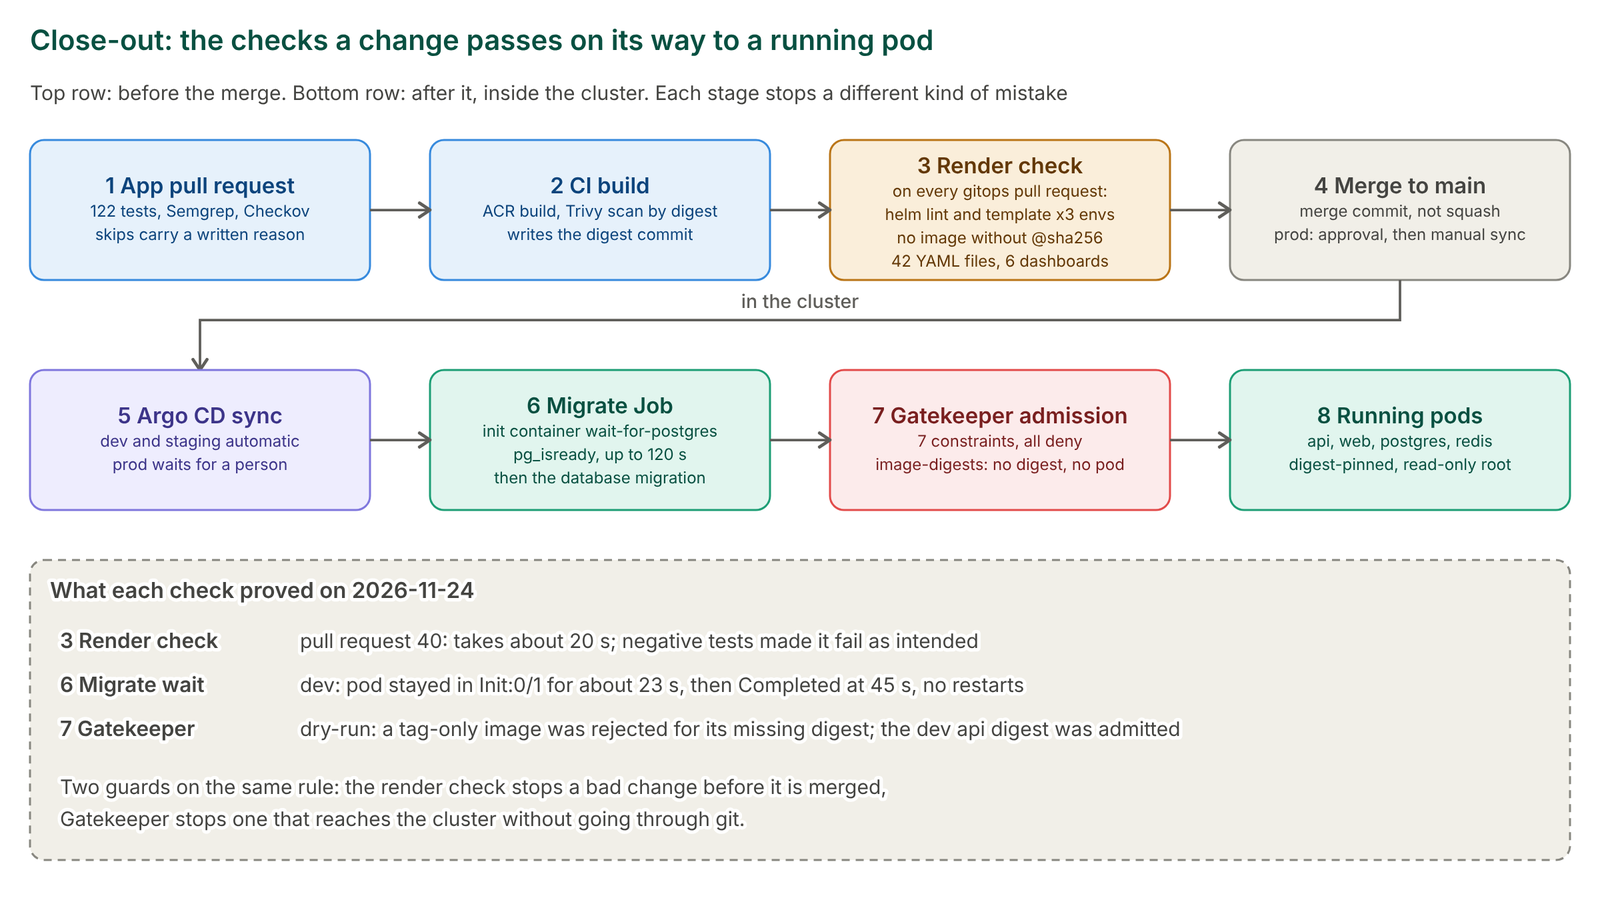 Close-out: the checks a change passes on its way to a running pod
Top row: before the merge. Bottom row: after it, inside the cluster. Each stage stops a different kind of mistake
1 App pull request
122 tests, Semgrep, Checkov
skips carry a written reason
2 CI build
ACR build, Trivy scan by digest
writes the digest commit
3 Render check
on every gitops pull request:
helm lint and template x3 envs
no image without @sha256
42 YAML files, 6 dashboards
4 Merge to main
merge commit, not squash
prod: approval, then manual sync
in the cluster
5 Argo CD sync
dev and staging automatic
prod waits for a person
6 Migrate Job
init container wait-for-postgres
pg_isready, up to 120 s
then the database migration
7 Gatekeeper admission
7 constraints, all deny
image-digests: no digest, no pod
8 Running pods
api, web, postgres, redis
digest-pinned, read-only root
What each check proved on 2026-11-24
3 Render check pull request 40: takes about 20 s; negative tests made it fail as intended
6 Migrate wait dev: pod stayed in Init:0/1 for about 23 s, then Completed at 45 s, no restarts
7 Gatekeeper dry-run: a tag-only image was rejected for its missing digest; the dev api digest was admitted
Two guards on the same rule: the render check stops a bad change before it is merged,
Gatekeeper stops one that reaches the cluster without going through git.